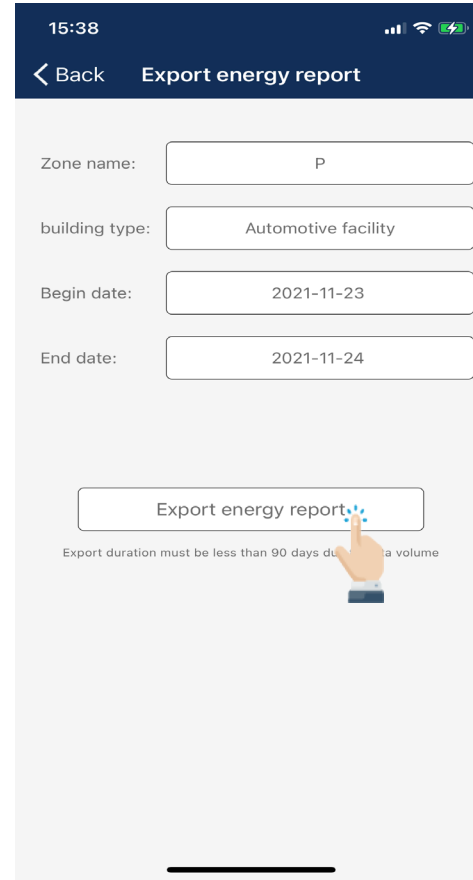 15:38
Back Export energy report
Zone name: P
building type: Automotive facility
Begin date: 2021-11-23
End date: 2021-11-24
Export energy report
Export duration must be less than 90 days volume